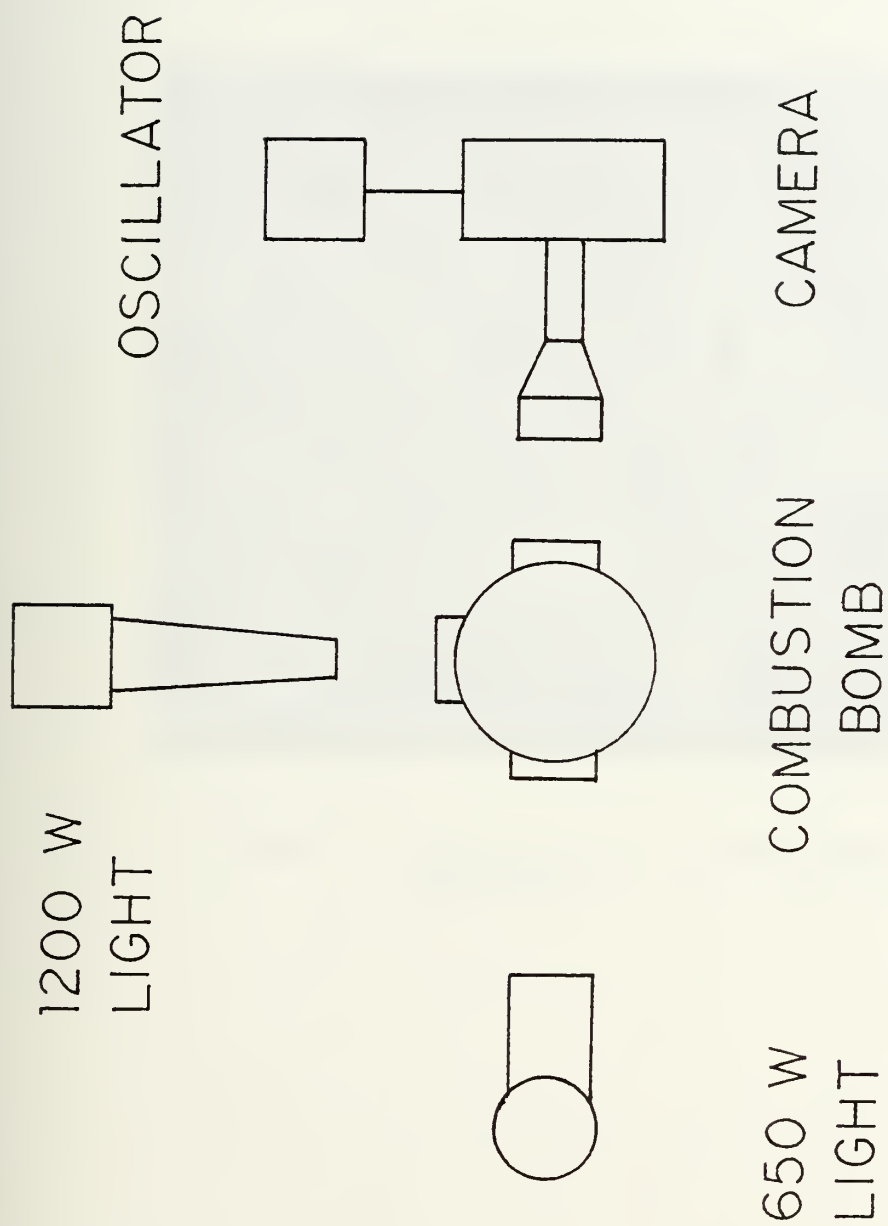 1200 W
LIGHT
OSCILLATOR
650 W
LIGHT
COMBUSTION
BOMB
CAMERA